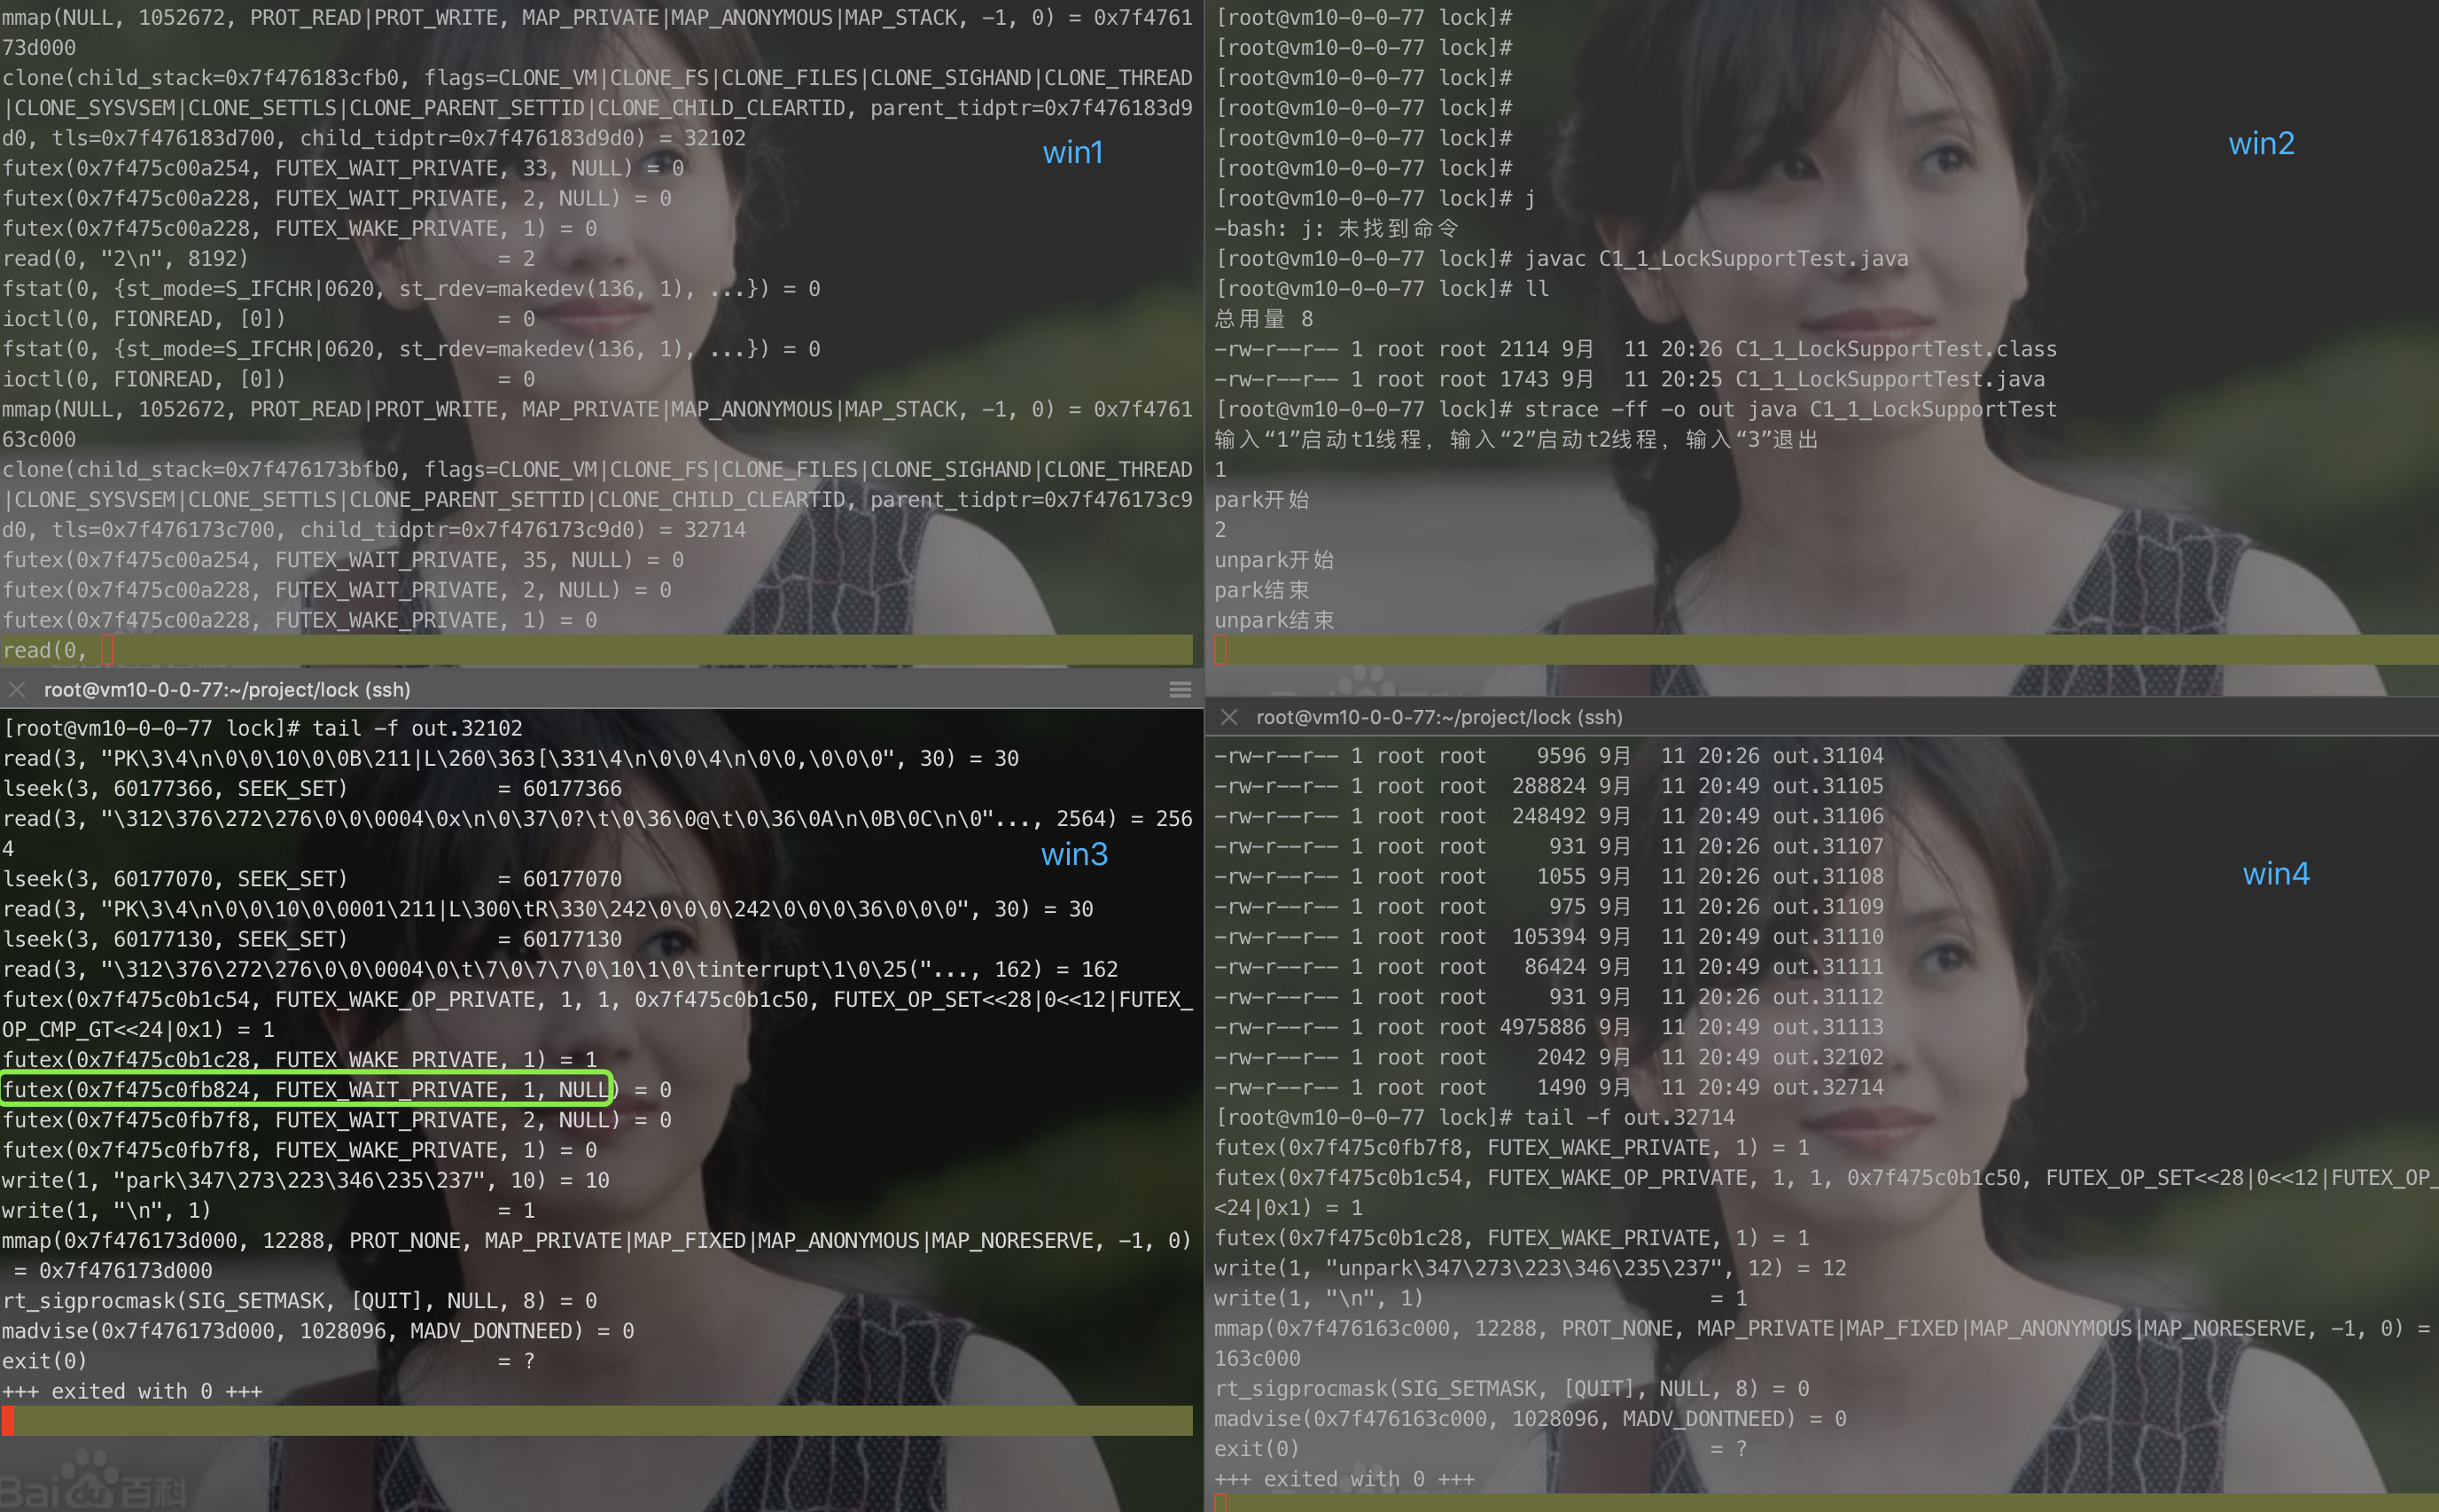 mmap(NULL, 1052672, PROT_READ|PROT_WRITE, MAP_PRIVATE|MAP_ANONYMOUS|MAP_STACK, -1, 0) = 0x7f4761
73d000
clone(child_stack=0x7f476183cfb0, flags=CLONE_VM|CLONE_FS|CLONE_FILES|CLONE_SIGHAND|CLONE_THREAD
|CLONE_SYSVSEM|CLONE_SETTLS|CLONE_PARENT_SETTID|CLONE_CHILD_CLEARTID, parent_tidptr=0x7f476183d9
d0, tls=0x7f476183d700, child_tidptr=0x7f476183d9d0) = 32102
win1
futex(0x7f475c00a254, FUTEX_WAIT_PRIVATE, 33, NULL) = 0
futex(0x7f475c00a228, FUTEX_WAIT_PRIVATE, 2, NULL) = 0
futex(0x7f475c00a228, FUTEX_WAKE_PRIVATE, 1) = 0
read(0, "2\n", 8192) = 2
fstat(0, {st_mode=S_IFCHR|0620, st_rdev=makedev(136, 1), ...}) = 0
ioctl(0, FIONREAD, [0]) = 0
fstat(0, {st_mode=S_IFCHR|0620, st_rdev=makedev(136, 1), ...}) = 0
ioctl(0, FIONREAD, [0]) = 0
mmap(NULL, 1052672, PROT_READ|PROT_WRITE, MAP_PRIVATE|MAP_ANONYMOUS|MAP_STACK, -1, 0) = 0x7f4761
63c000
clone(child_stack=0x7f476173bfb0, flags=CLONE_VM|CLONE_FS|CLONE_FILES|CLONE_SIGHAND|CLONE_THREAD
|CLONE_SYSVSEM|CLONE_SETTLS|CLONE_PARENT_SETTID|CLONE_CHILD_CLEARTID, parent_tidptr=0x7f476173c9
d0, tls=0x7f476173c700, child_tidptr=0x7f476173c9d0) = 32714
futex(0x7f475c00a254, FUTEX_WAIT_PRIVATE, 35, NULL) = 0
futex(0x7f475c00a228, FUTEX_WAIT_PRIVATE, 2, NULL) = 0
futex(0x7f475c00a228, FUTEX_WAKE_PRIVATE, 1) = 0
read(0,
[root@vm10-0-0-77 lock]#
[root@vm10-0-0-77 lock]#
[root@vm10-0-0-77 lock]#
[root@vm10-0-0-77 lock]#
[root@vm10-0-0-77 lock]#
win2
[root@vm10-0-0-77 lock]#
[root@vm10-0-0-77 lock]# j
-bash: j: 未找到命令
[root@vm10-0-0-77 lock]# javac C1_1_LockSupportTest.java
[root@vm10-0-0-77 lock]# ll
总用量 8
-rw-r--r-- 1 root root 2114 9月  11 20:26 C1_1_LockSupportTest.class
-rw-r--r-- 1 root root 1743 9月  11 20:25 C1_1_LockSupportTest.java
[root@vm10-0-0-77 lock]# strace -ff -o out java C1_1_LockSupportTest
输入“1”启动t1线程, 输入“2”启动t2线程, 输入“3”退出
1
park开始
2
unpark开始
park结束
unpark结束
root@vm10-0-0-77:~/project/lock (ssh)
[root@vm10-0-0-77 lock]# tail -f out.32102
read(3, "PK\3\4\n\0\0\10\0\0B\211|L\260\363[\331\4\n\0\0\4\n\0\0,\0\0\0", 30) = 30
lseek(3, 60177366, SEEK_SET) = 60177366
read(3, "\312\376\272\276\0\0\0004\0x\n\0\37\0?\t\0\36\0@\t\0\36\0A\n\0B\0C\n\0"..., 2564) = 256
4
win3
lseek(3, 60177070, SEEK_SET) = 60177070
read(3, "PK\3\4\n\0\0\10\0\0001\211|L\300\tR\330\242\0\0\0\242\0\0\0\36\0\0\0", 30) = 30
lseek(3, 60177130, SEEK_SET) = 60177130
read(3, "\312\376\272\276\0\0\0004\0\t\7\0\7\7\0\10\1\0\tinterrupt\1\0\25("..., 162) = 162
futex(0x7f475c0b1c54, FUTEX_WAKE_OP_PRIVATE, 1, 1, 0x7f475c0b1c50, FUTEX_OP_SET<<28|0<<12|FUTEX_
OP_CMP_GT<<24|0x1) = 1
futex(0x7f475c0b1c28, FUTEX_WAKE_PRIVATE, 1) = 1
futex(0x7f475c0fb824, FUTEX_WAIT_PRIVATE, 1, NULL) = 0
futex(0x7f475c0fb7f8, FUTEX_WAIT_PRIVATE, 2, NULL) = 0
futex(0x7f475c0fb7f8, FUTEX_WAKE_PRIVATE, 1) = 0
write(1, "park\347\273\223\346\235\237", 10) = 10
write(1, "\n", 1) = 1
mmap(0x7f476173d000, 12288, PROT_NONE, MAP_PRIVATE|MAP_FIXED|MAP_ANONYMOUS|MAP_NORESERVE, -1, 0)
 = 0x7f476173d000
rt_sigprocmask(SIG_SETMASK, [QUIT], NULL, 8) = 0
madvise(0x7f476173d000, 1028096, MADV_DONTNEED) = 0
exit(0) = ?
+++ exited with 0 +++
Baidu百科
root@vm10-0-0-77:~/project/lock (ssh)
-rw-r--r-- 1 root root    9596 9月  11 20:26 out.31104
-rw-r--r-- 1 root root  288824 9月  11 20:49 out.31105
-rw-r--r-- 1 root root  248492 9月  11 20:49 out.31106
-rw-r--r-- 1 root root     931 9月  11 20:26 out.31107
win4
-rw-r--r-- 1 root root    1055 9月  11 20:26 out.31108
-rw-r--r-- 1 root root     975 9月  11 20:26 out.31109
-rw-r--r-- 1 root root  105394 9月  11 20:49 out.31110
-rw-r--r-- 1 root root   86424 9月  11 20:49 out.31111
-rw-r--r-- 1 root root     931 9月  11 20:26 out.31112
-rw-r--r-- 1 root root 4975886 9月  11 20:49 out.31113
-rw-r--r-- 1 root root    2042 9月  11 20:49 out.32102
-rw-r--r-- 1 root root    1490 9月  11 20:49 out.32714
[root@vm10-0-0-77 lock]# tail -f out.32714
futex(0x7f475c0fb7f8, FUTEX_WAKE_PRIVATE, 1) = 1
futex(0x7f475c0b1c54, FUTEX_WAKE_OP_PRIVATE, 1, 1, 0x7f475c0b1c50, FUTEX_OP_SET<<28|0<<12|FUTEX_OP_
<24|0x1) = 1
futex(0x7f475c0b1c28, FUTEX_WAKE_PRIVATE, 1) = 1
write(1, "unpark\347\273\223\346\235\237", 12) = 12
write(1, "\n", 1) = 1
mmap(0x7f476163c000, 12288, PROT_NONE, MAP_PRIVATE|MAP_FIXED|MAP_ANONYMOUS|MAP_NORESERVE, -1, 0) =
163c000
rt_sigprocmask(SIG_SETMASK, [QUIT], NULL, 8) = 0
madvise(0x7f476163c000, 1028096, MADV_DONTNEED) = 0
exit(0) = ?
+++ exited with 0 +++